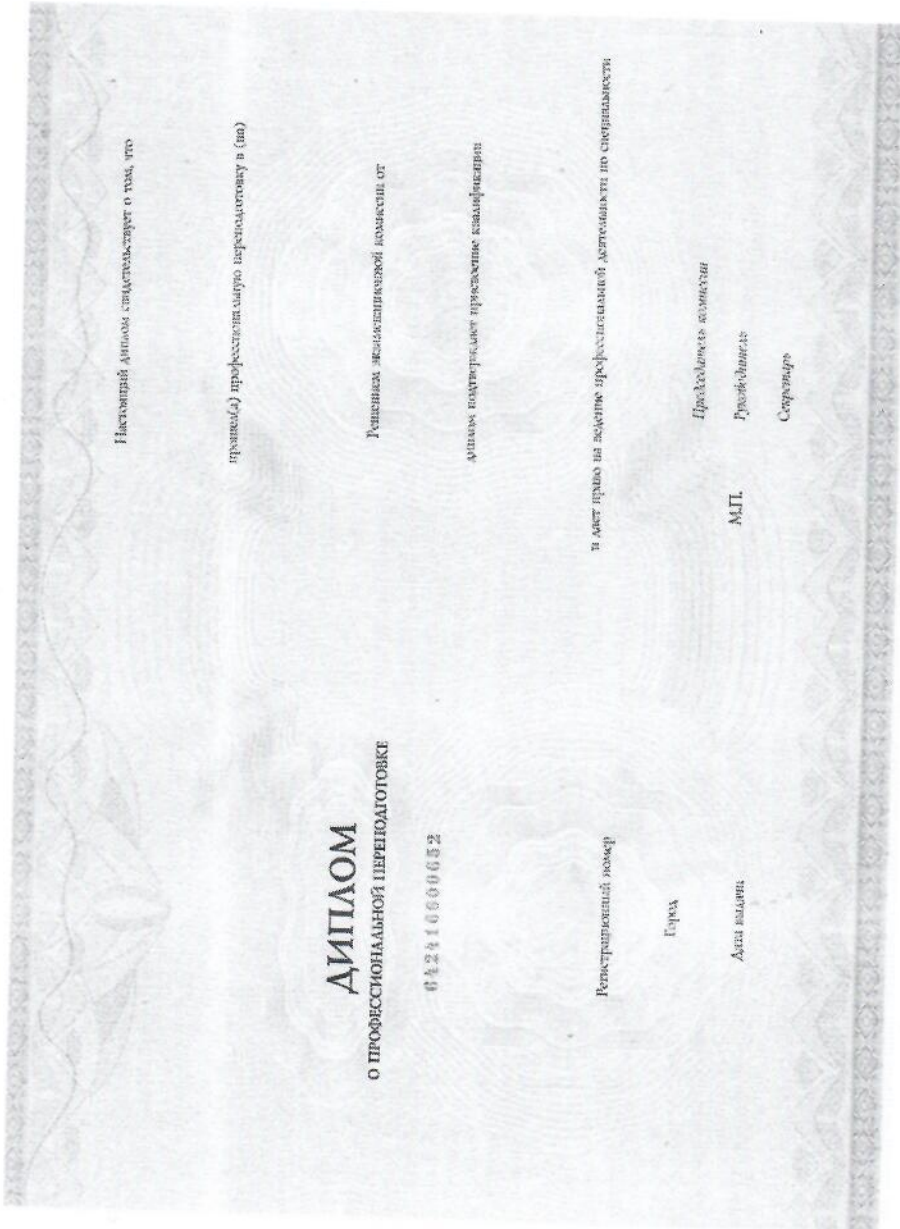 ДИПЛОМ
О ПРОФЕССИОНАЛЬНОЙ ПЕРЕПОДГОТОВКЕ
642416600652
Регистрационный номер
Город
Дата выдачи
Настоящий диплом свидетельствует о том, что
прошел(а) профессиональную переподготовку в (на)
Решением экзаменационной комиссии от
диплом подтверждает присвоение квалификации
и дает право на ведение профессиональной деятельности по специальности
Председатель комиссии
М.П.
Руководитель
Секретарь